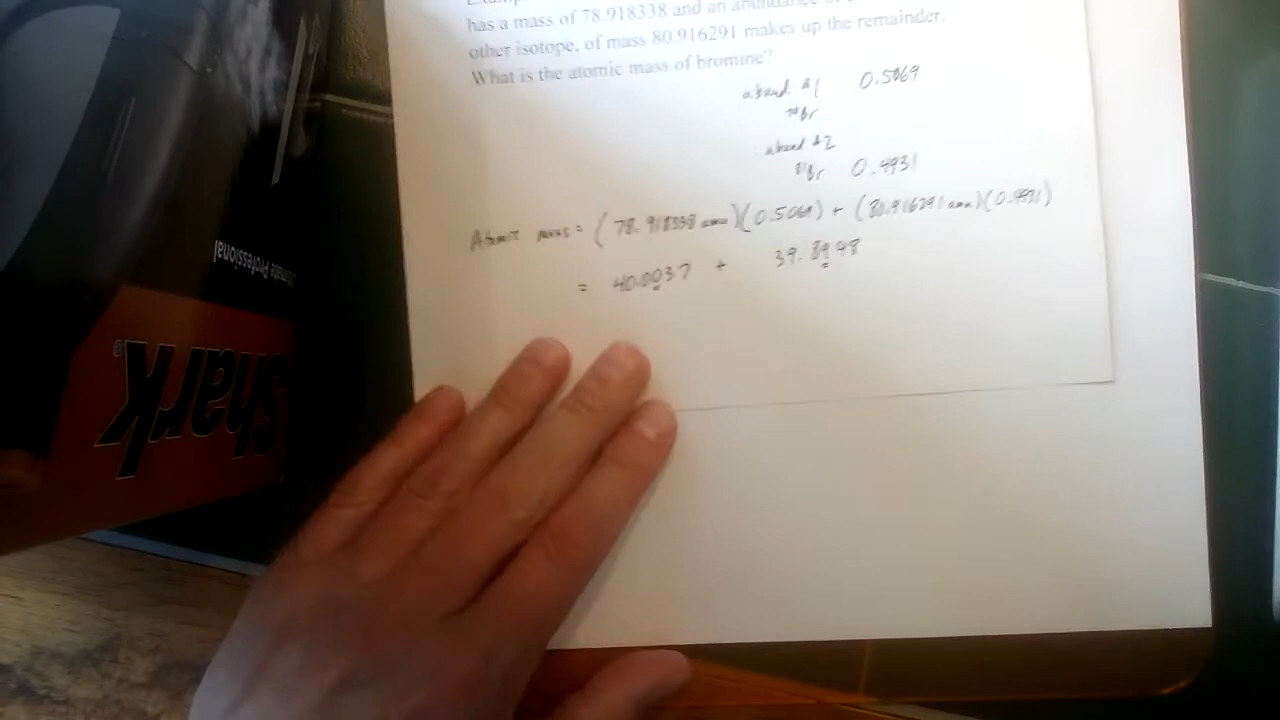 has a mass of 78.918338 and an abundance of
other isotope, of mass 80.916291 makes up the remainder.
What is the atomic mass of bromine?
abund #1 0.5069
79Br
abund #2
81Br 0.4931
Atomic mass = (78.918338 amu)(0.5069) + (80.916291 amu)(0.4931)
= 40.0037 + 39.8998
Professional
Shark®